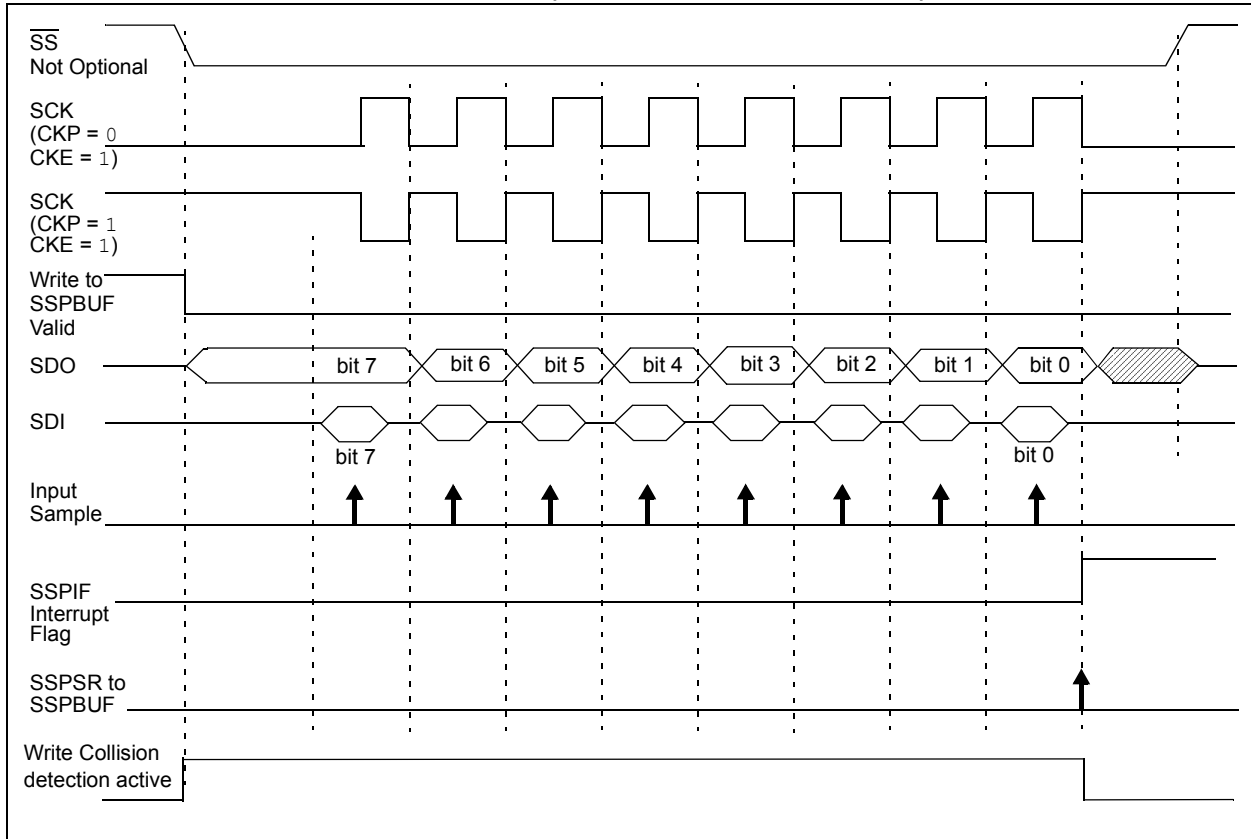 SS
Not Optional
SCK
(CKP = 0
CKE = 1)
SCK
(CKP = 1
CKE = 1)
Write to
SSPBUF
Valid
SDO
bit 7 bit 6 bit 5 bit 4 bit 3 bit 2 bit 1 bit 0
SDI
bit 7 bit 0
Input
Sample
SSPIF
Interrupt
Flag
SSPSR to
SSPBUF
Write Collision
detection active